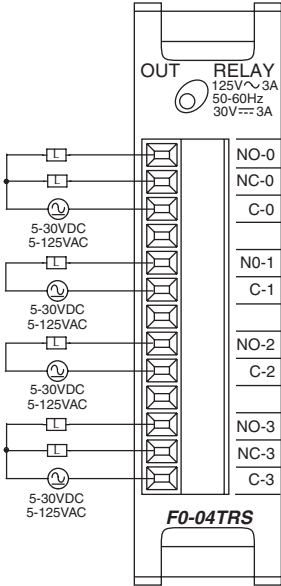 OUT RELAY
125V∿3A
50-60Hz
30V⎓3A
L NO-0
L NC-0
C-0
5-30VDC
5-125VAC
L N0-1
C-1
5-30VDC
5-125VAC
L NO-2
C-2
5-30VDC
5-125VAC
L NO-3
L NC-3
C-3
5-30VDC
5-125VAC
F0-04TRS